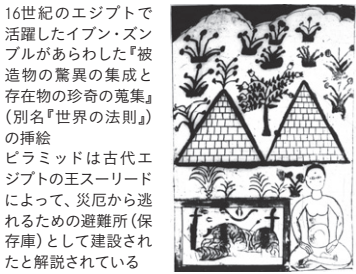 16世紀のエジプトで
活躍したイブン・ズン
ブルがあらわした『被
造物の驚異の集成と
存在物の珍奇の蒐集』
(別名『世界の法則』)
の挿絵
ピラミッドは古代エ
ジプトの王スーリード
によって、災厄から逃
れるための避難所(保
存庫)として建設され
たと解説されている